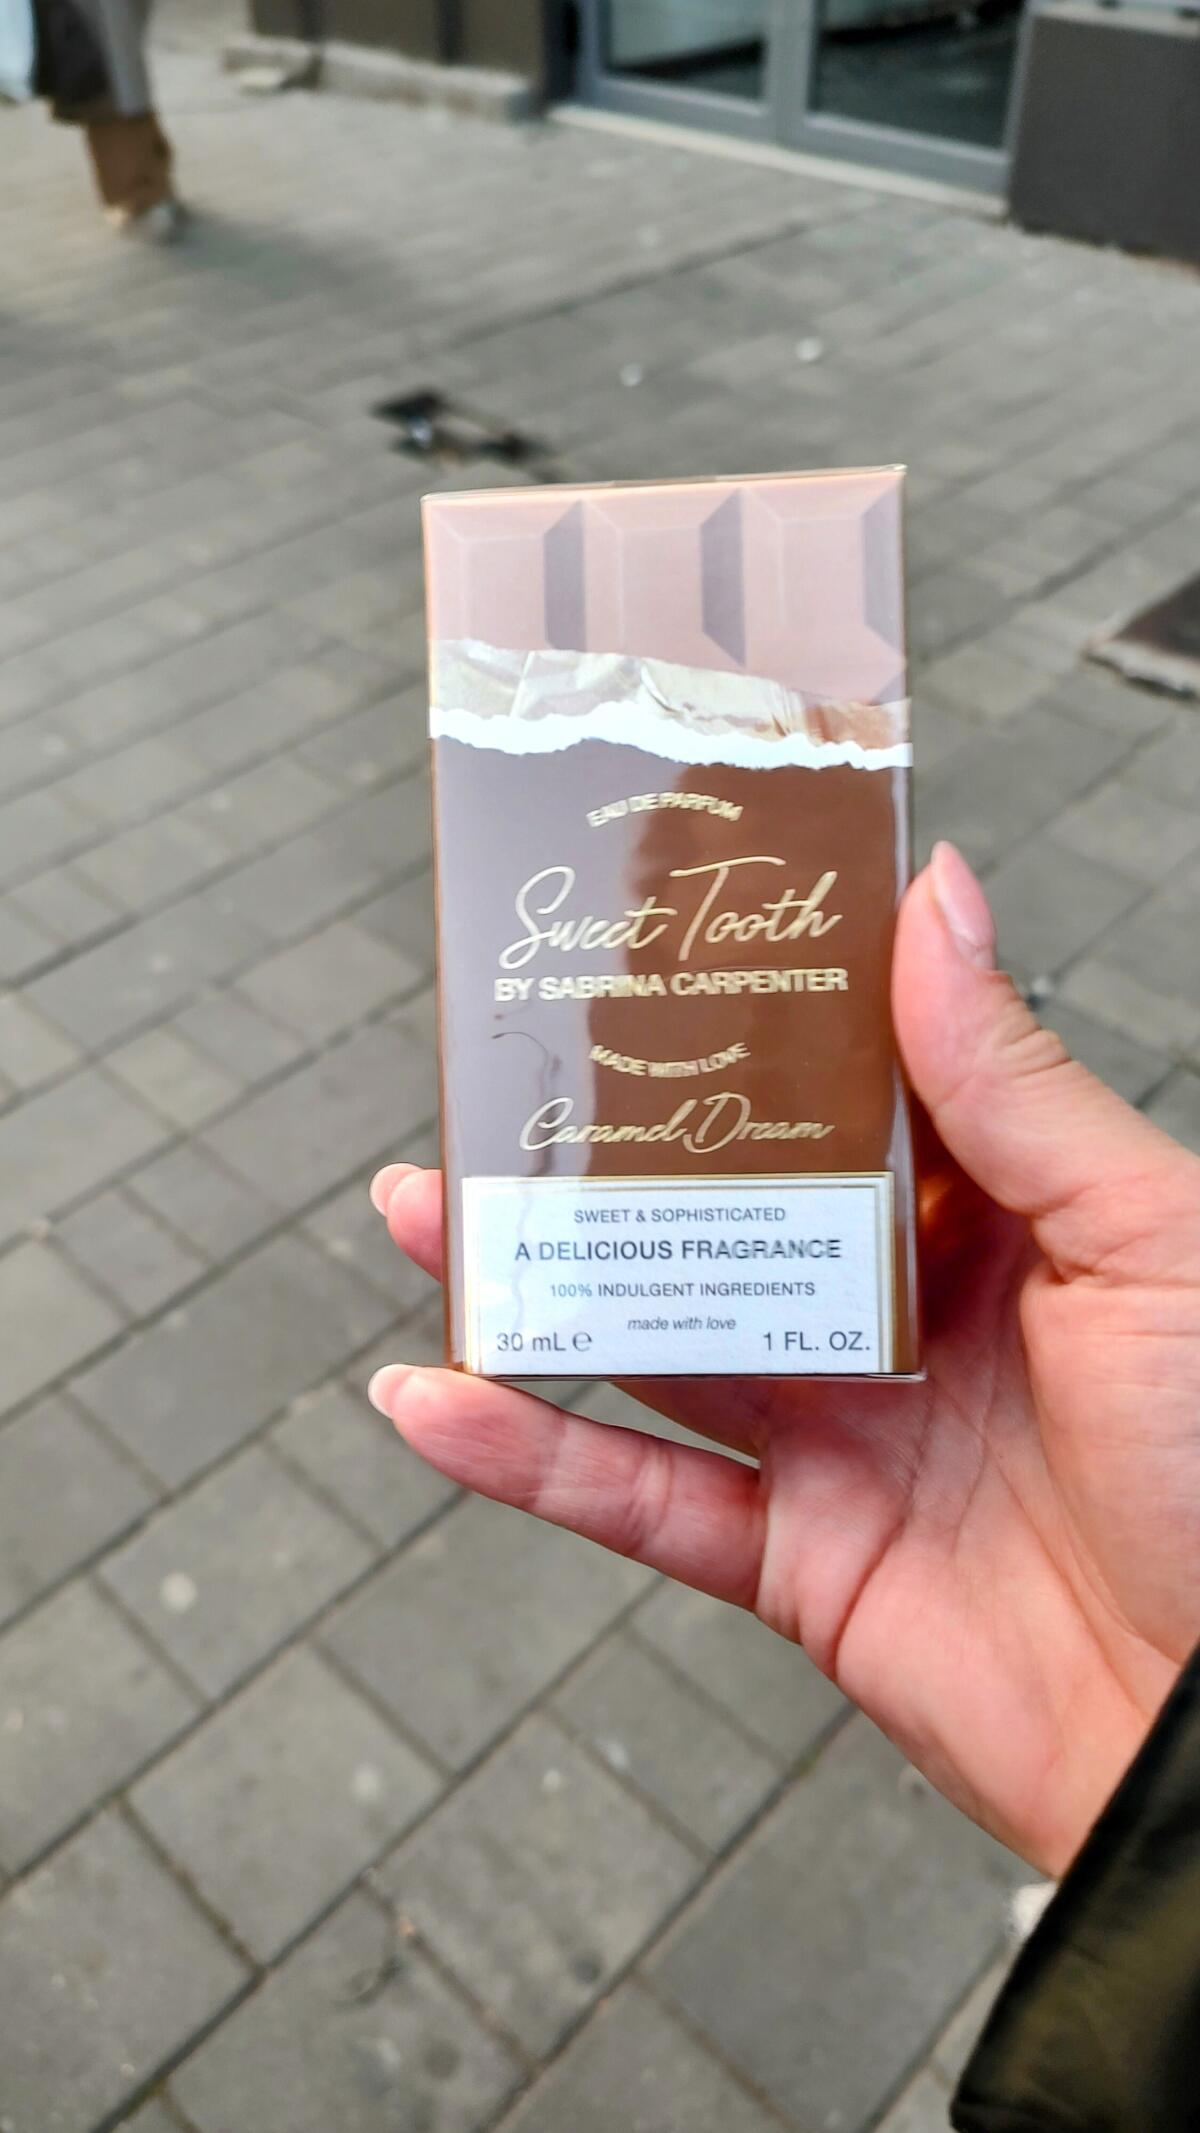 EAU DE PARFUM
Sweet Tooth
BY SABRINA CARPENTER
MADE WITH LOVE
Caramel Dream
SWEET & SOPHISTICATED
A DELICIOUS FRAGRANCE
100% INDULGENT INGREDIENTS
made with love
30 mL ℮ 1 FL. OZ.